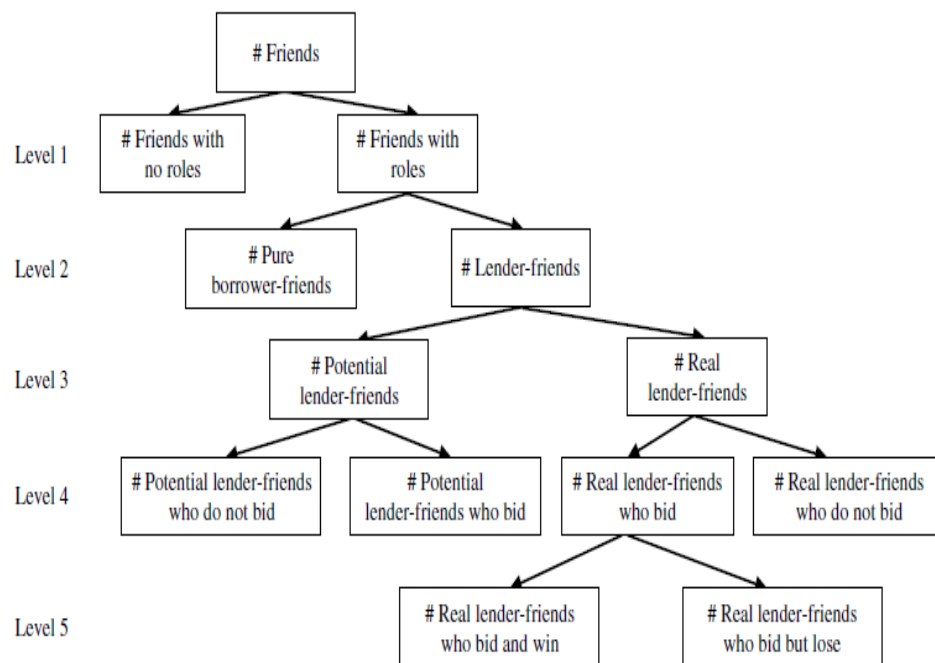 # Friends
Level 1
# Friends with
no roles
# Friends with
roles
Level 2
# Pure
borrower-friends
# Lender-friends
Level 3
# Potential
lender-friends
# Real
lender-friends
Level 4
# Potential lender-friends
who do not bid
# Potential
lender-friends who bid
# Real lender-friends
who bid
# Real lender-friends
who do not bid
Level 5
# Real lender-friends
who bid and win
# Real lender-friends
who bid but lose